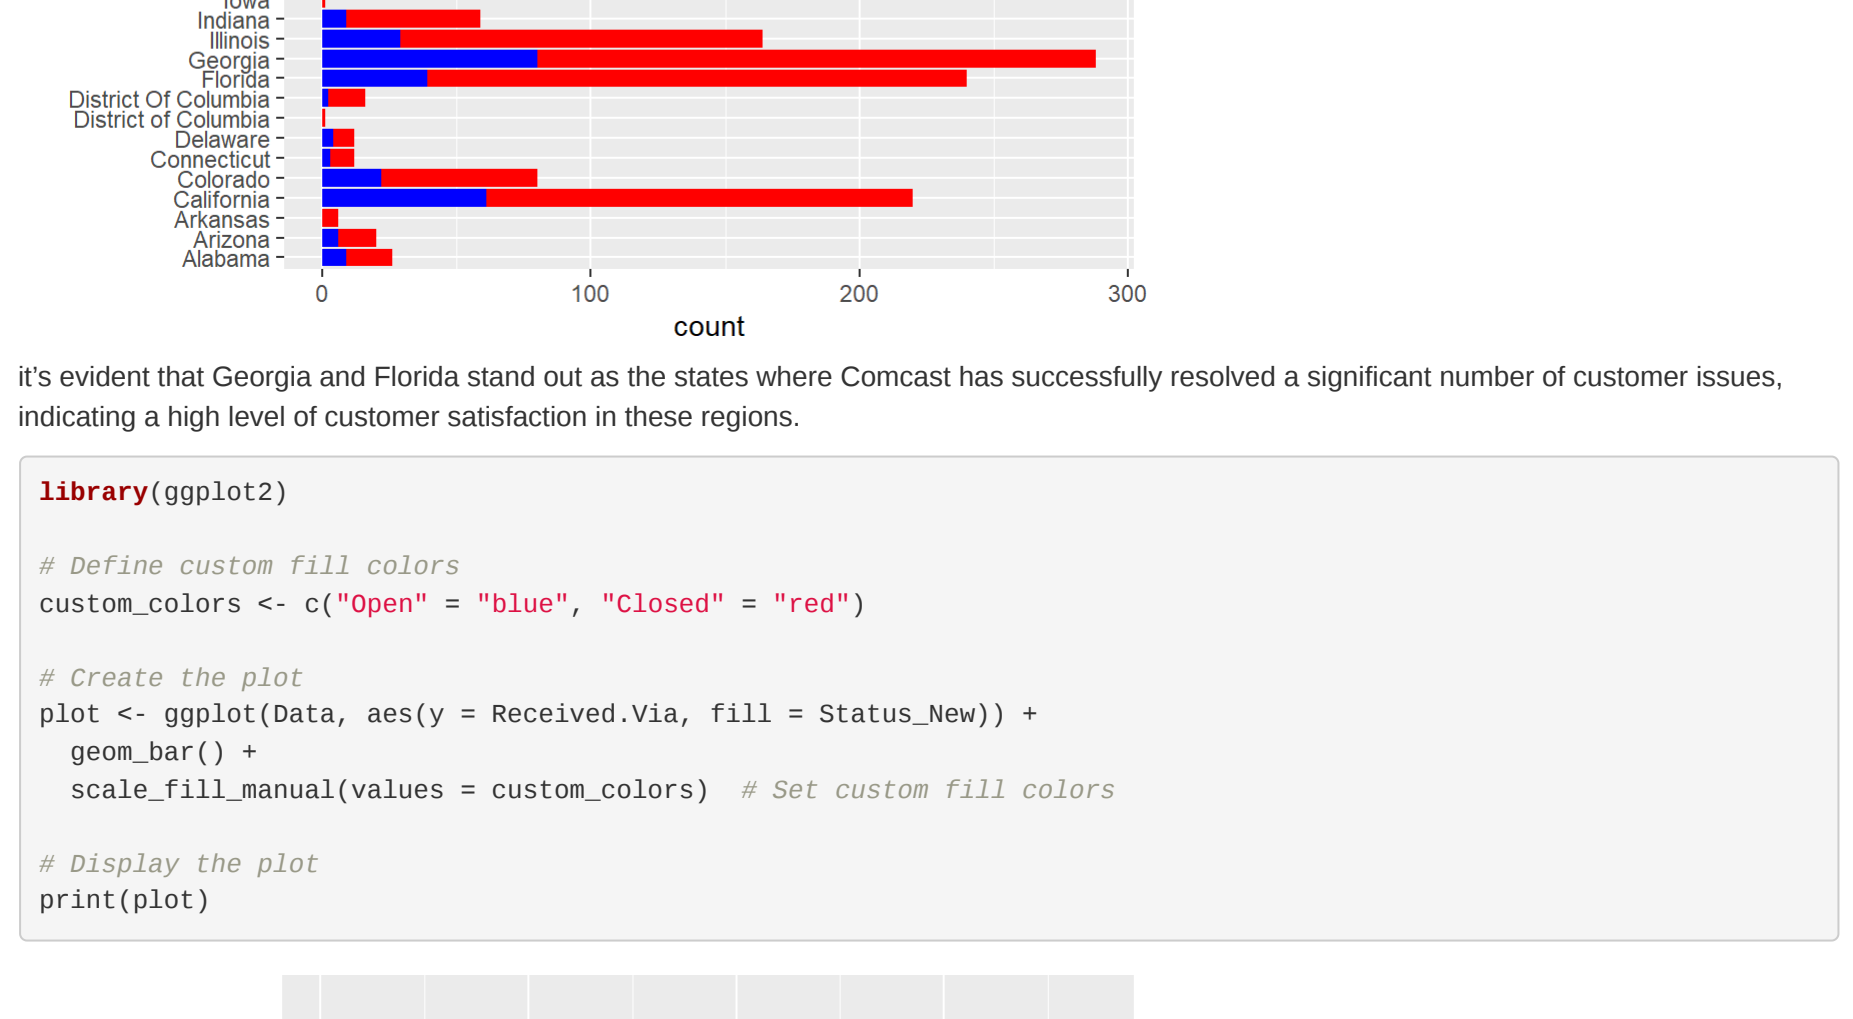 Iowa
Indiana
Illinois
Georgia
Florida
District Of Columbia
District of Columbia
Delaware
Connecticut
Colorado
California
Arkansas
Arizona
Alabama
0 100 200 300
count
it’s evident that Georgia and Florida stand out as the states where Comcast has successfully resolved a significant number of customer issues,
indicating a high level of customer satisfaction in these regions.
library(ggplot2)
# Define custom fill colors
custom_colors <- c("Open" = "blue", "Closed" = "red")
# Create the plot
plot <- ggplot(Data, aes(y = Received.Via, fill = Status_New)) +
  geom_bar() +
  scale_fill_manual(values = custom_colors)  # Set custom fill colors
# Display the plot
print(plot)